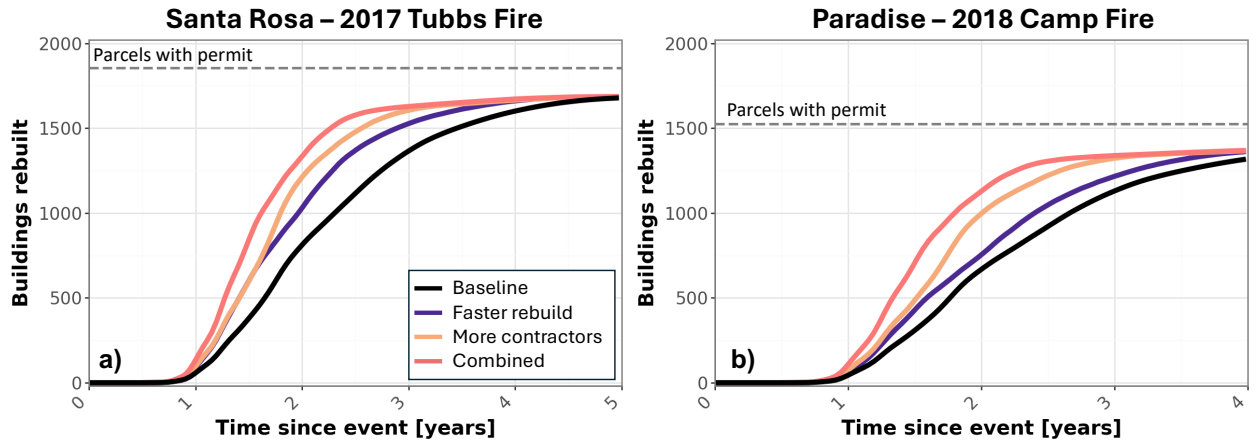 Santa Rosa – 2017 Tubbs Fire
Buildings rebuilt
2000
1500
1000
500
0
Parcels with permit
Baseline
Faster rebuild
More contractors
Combined
a)
0
1
2
3
4
5
Time since event [years]
Paradise – 2018 Camp Fire
Buildings rebuilt
2000
1500
1000
500
0
Parcels with permit
b)
0
1
2
3
4
Time since event [years]